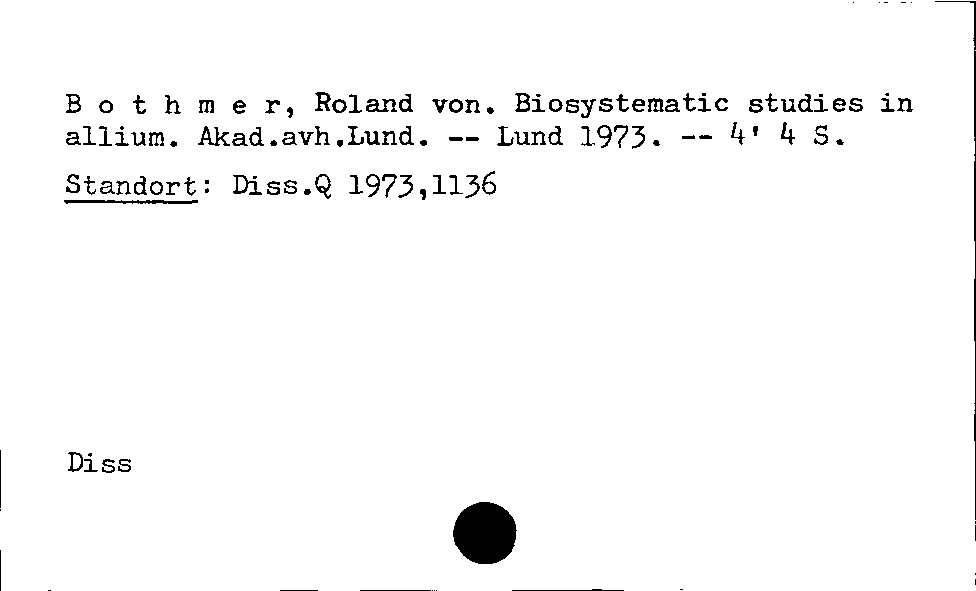 B o t h m e r, Roland von. Biosystematic studies in
allium. Akad.avh.Lund. -- Lund 1973. -- 4' 4 S.
Standort: Diss.Q 1973,1136
Diss